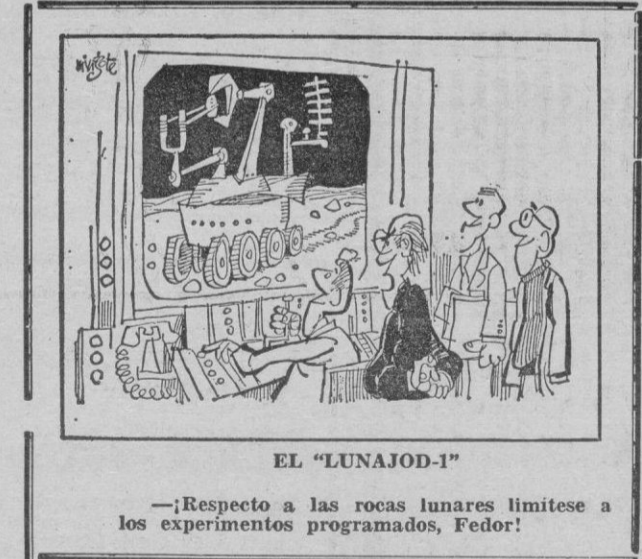 EL “LUNAJOD-1”
—¡Respecto a las rocas lunares limítese a
los experimentos programados, Fedor!